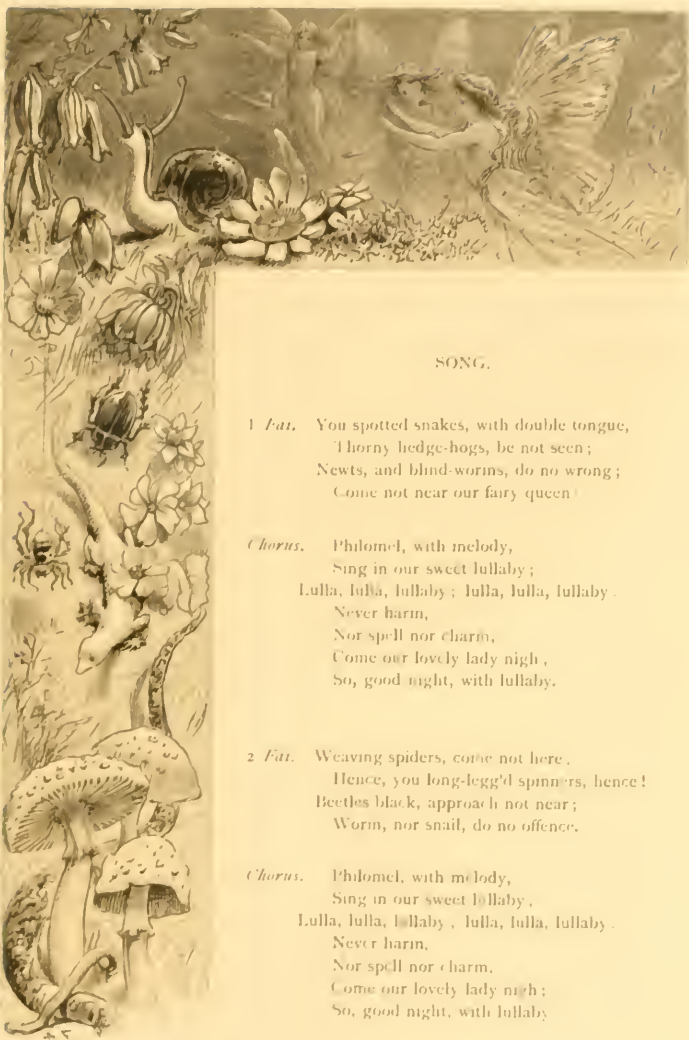 SONG.
1 Fai. You spotted snakes, with double tongue,
Thorny hedge-hogs, be not seen;
Newts, and blind-worms, do no wrong;
Come not near our fairy queen
Chorus. Philomel, with melody,
Sing in our sweet lullaby;
Lulla, lulla, lullaby; lulla, lulla, lullaby.
Never harm,
Nor spell nor charm,
Come our lovely lady nigh,
So, good night, with lullaby.
2 Fai. Weaving spiders, come not here,
Hence, you long-legg'd spinners, hence!
Beetles black, approach not near;
Worm, nor snail, do no offence.
Chorus. Philomel, with melody,
Sing in our sweet lullaby,
Lulla, lulla, lullaby, lulla, lulla, lullaby.
Never harm,
Nor spell nor charm,
Come our lovely lady nigh;
So, good night, with lullaby